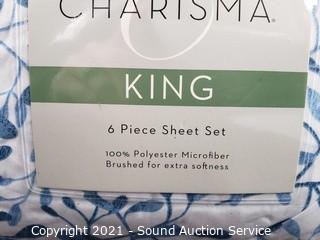 CHARISMA®
KING
6 Piece Sheet Set
100% Polyester Microfiber
Brushed for extra softness
Copyright 2021 - Sound Auction Service